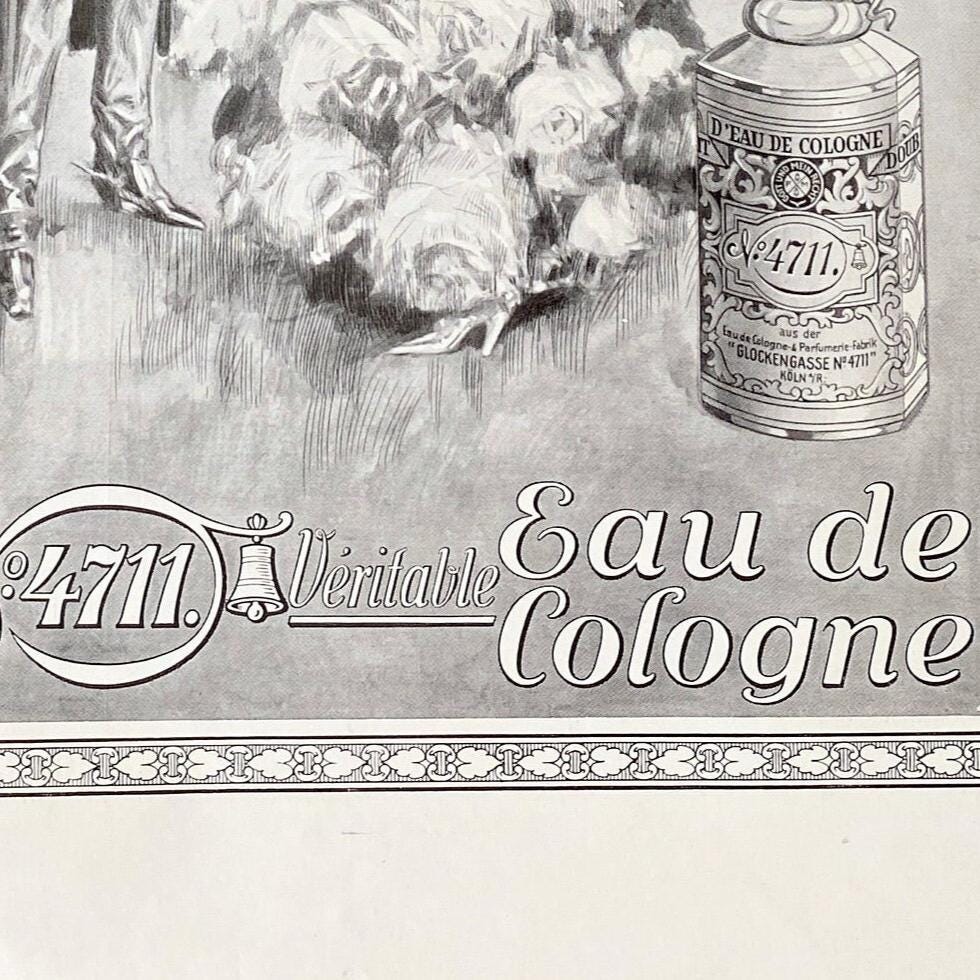 D'EAU DE COLOGNE
DOUB
No. 4711.
aus der
Eau de Cologne- & Parfumerie-Fabrik
"GLOCKENGASSE No 4711"
KÖLN a/R.
o: 4711. Véritable Eau de
Cologne